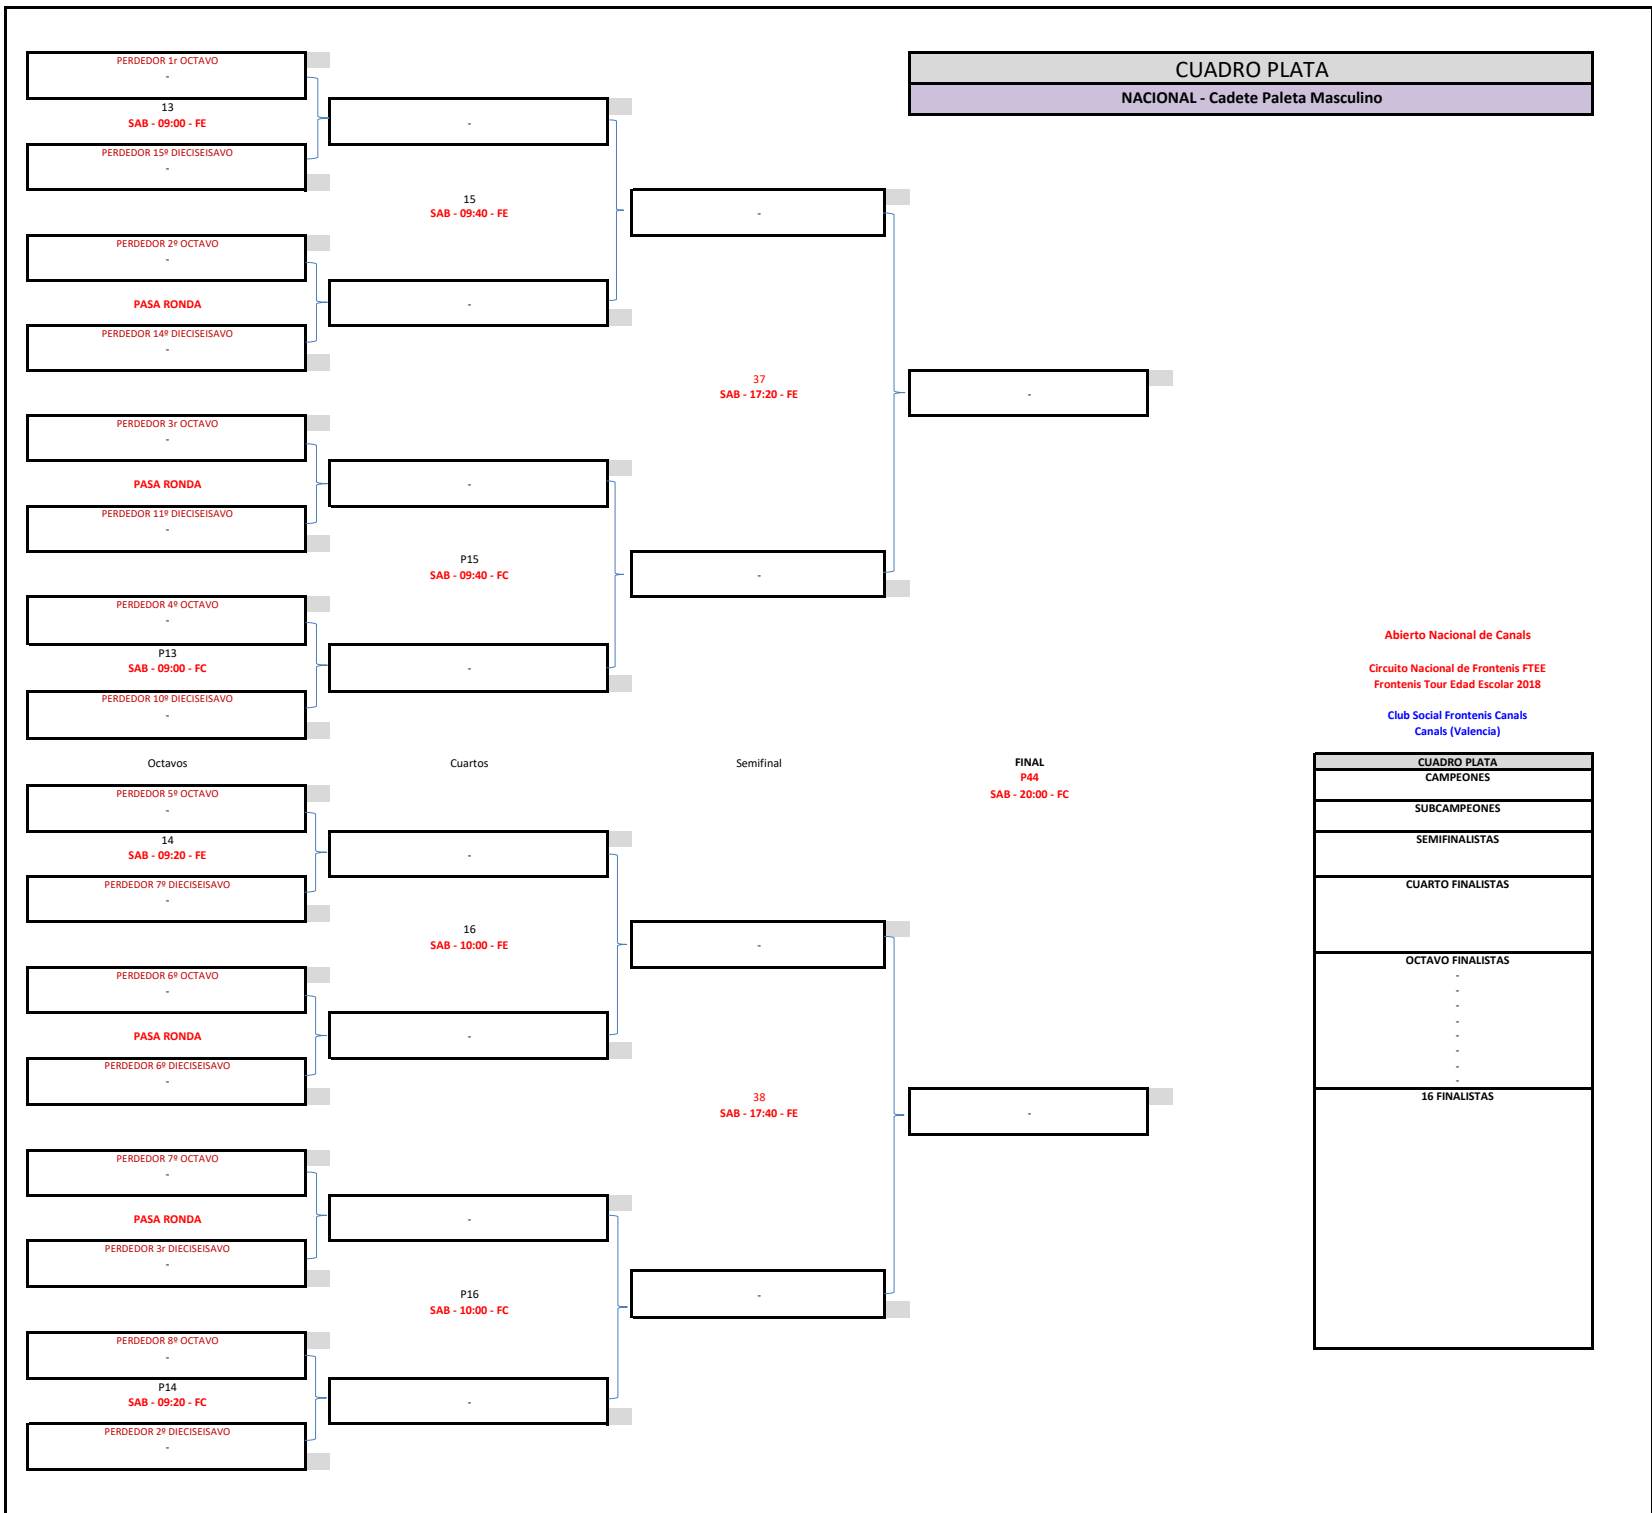 CUADRO PLATA
NACIONAL - Cadete Paleta Masculino
PERDEDOR 1r OCTAVO
-
13
SAB - 09:00 - FE
-
PERDEDOR 15º DIECISEISAVO
-
15
SAB - 09:40 - FE
-
PERDEDOR 2º OCTAVO
-
PASA RONDA
-
PERDEDOR 14º DIECISEISAVO
-
37
SAB - 17:20 - FE
-
PERDEDOR 3r OCTAVO
-
PASA RONDA
-
PERDEDOR 11º DIECISEISAVO
-
P15
SAB - 09:40 - FC
-
PERDEDOR 4º OCTAVO
-
P13
SAB - 09:00 - FC
-
PERDEDOR 10º DIECISEISAVO
-
Abierto Nacional de Canals
Circuito Nacional de Frontenis FTEE
Frontenis Tour Edad Escolar 2018
Club Social Frontenis Canals
Canals (Valencia)
Octavos
Cuartos
Semifinal
FINAL
P44
SAB - 20:00 - FC
PERDEDOR 5º OCTAVO
-
14
SAB - 09:20 - FE
-
PERDEDOR 7º DIECISEISAVO
-
16
SAB - 10:00 - FE
-
PERDEDOR 6º OCTAVO
-
PASA RONDA
-
PERDEDOR 6º DIECISEISAVO
-
38
SAB - 17:40 - FE
-
PERDEDOR 7º OCTAVO
-
PASA RONDA
-
PERDEDOR 3r DIECISEISAVO
-
P16
SAB - 10:00 - FC
-
PERDEDOR 8º OCTAVO
-
P14
SAB - 09:20 - FC
-
PERDEDOR 2º DIECISEISAVO
-
CUADRO PLATA
CAMPEONES
SUBCAMPEONES
SEMIFINALISTAS
CUARTO FINALISTAS
OCTAVO FINALISTAS
-
-
-
-
-
-
-
-
16 FINALISTAS